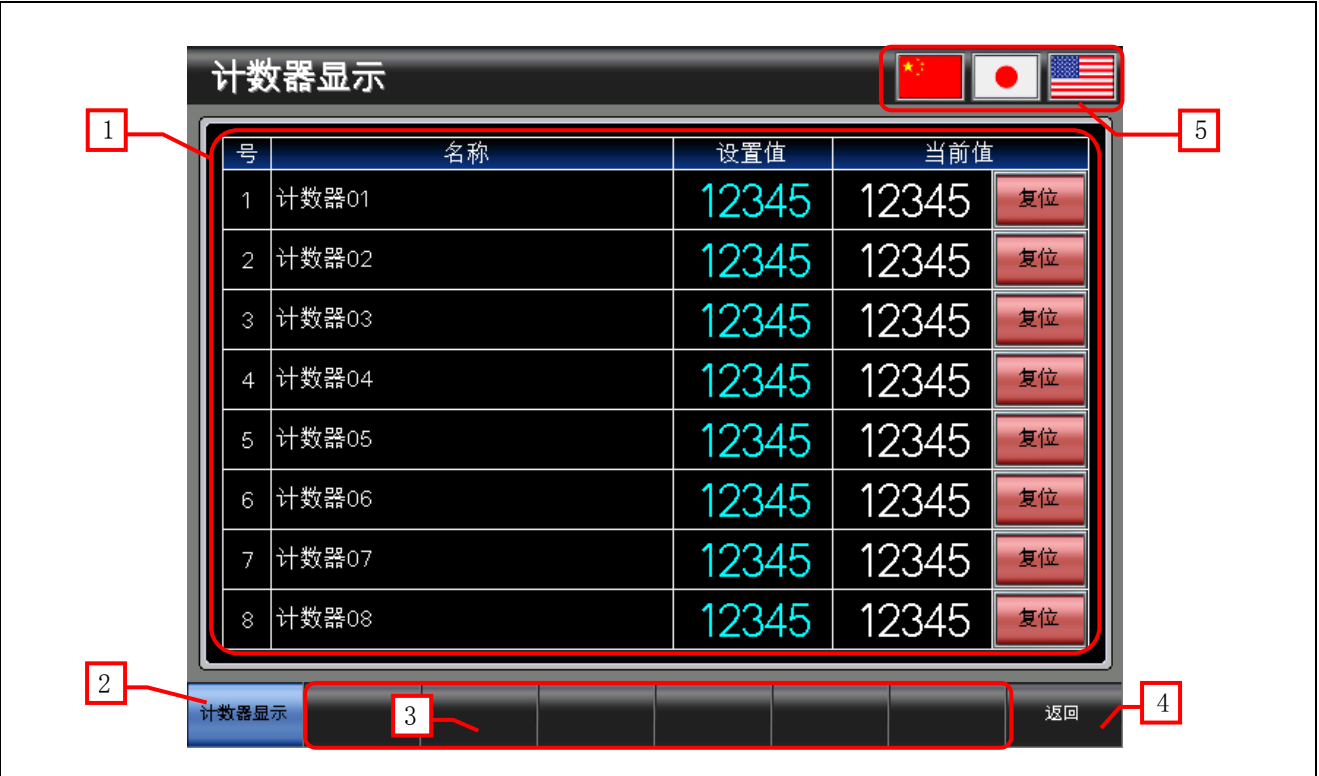 计数器显示
1
5
号 名称 设置值 当前值
1 计数器01 12345 12345 复位
2 计数器02 12345 12345 复位
3 计数器03 12345 12345 复位
4 计数器04 12345 12345 复位
5 计数器05 12345 12345 复位
6 计数器06 12345 12345 复位
7 计数器07 12345 12345 复位
8 计数器08 12345 12345 复位
2
计数器显示 3 返回 4